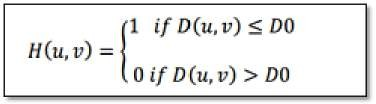 1 if D(u,v) ≤ D0
H(u,v) = {
0 if D(u,v) > D0